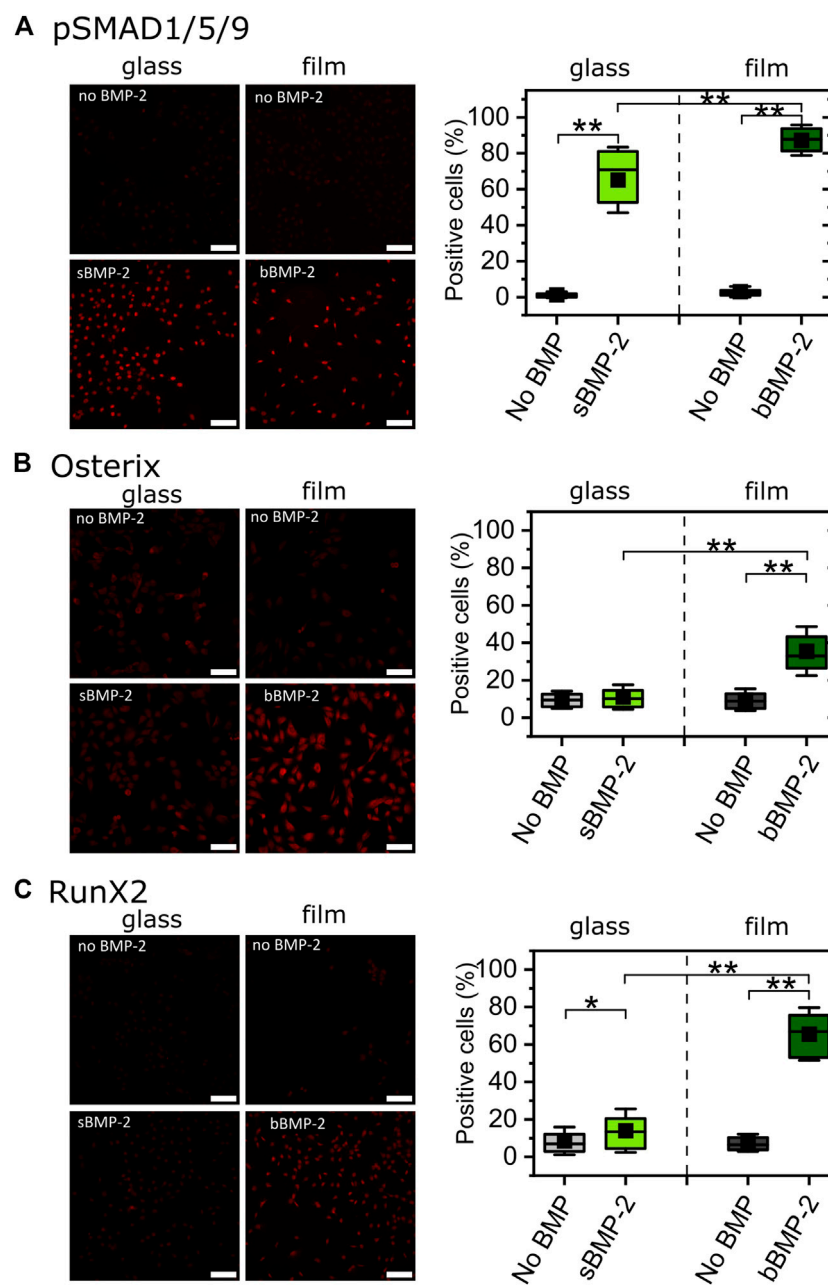 A pSMAD1/5/9
glass film
no BMP-2 no BMP-2
sBMP-2 bBMP-2
glass film
Positive cells (%)
100
80
60
40
20
0
** ** **
No BMP sBMP-2 No BMP bBMP-2
B Osterix
glass film
no BMP-2 no BMP-2
sBMP-2 bBMP-2
glass film
Positive cells (%)
100
80
60
40
20
0
**
**
No BMP sBMP-2 No BMP bBMP-2
C RunX2
glass film
no BMP-2 no BMP-2
sBMP-2 bBMP-2
glass film
Positive cells (%)
100
80
60
40
20
0
**
* **
No BMP sBMP-2 No BMP bBMP-2